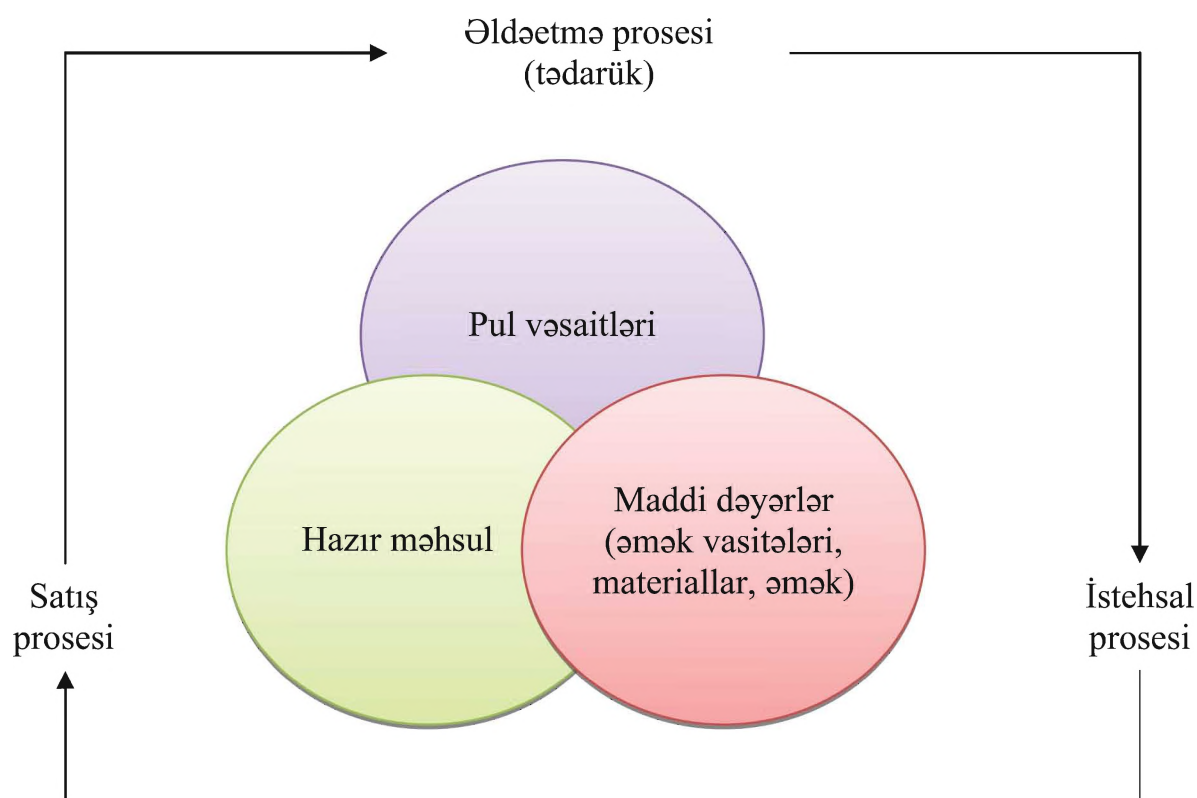 Əldəetmə prosesi
(tədarük)
Pul vəsaitləri
Hazır məhsul
Maddi dəyərlər
(əmək vasitələri,
materiallar, əmək)
Satış
prosesi
İstehsal
prosesi